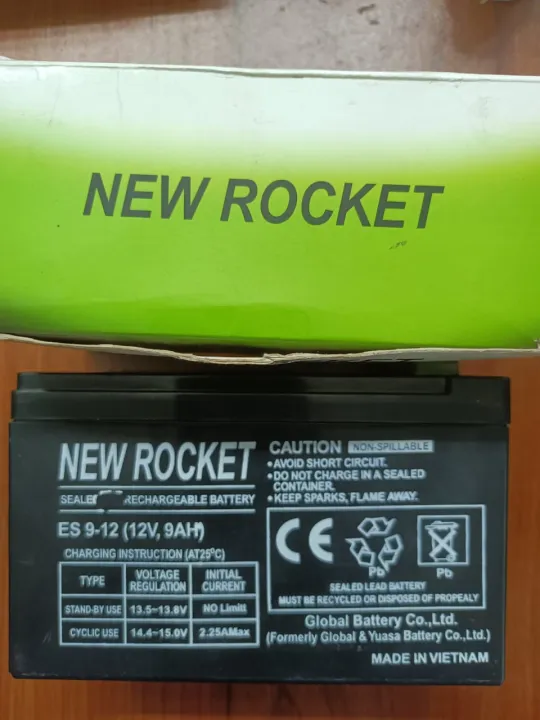 NEW ROCKET
NEW ROCKET
SEALED RECHARGEABLE BATTERY
ES 9-12 (12V, 9AH)
CHARGING INSTRUCTION (AT25⁰C)
TYPE VOLTAGE REGULATION INITIAL CURRENT
STAND-BY USE 13.5~13.8V NO Limitl
CYCLIC USE 14.4~15.0V 2.25AMax
CAUTION NON-SPILLABLE
•AVOID SHORT CIRCUIT.
•DO NOT CHARGE IN A SEALED
CONTAINER.
•KEEP SPARKS, FLAME AWAY.
CE
Pb Pb
SEALED LEAD BATTERY
MUST BE RECYCLED OR DISPOSED OF PROPEALY
Global Battery Co.,Ltd.
(Formerly Global & Yuasa Battery Co.,Ltd.)
MADE IN VIETNAM